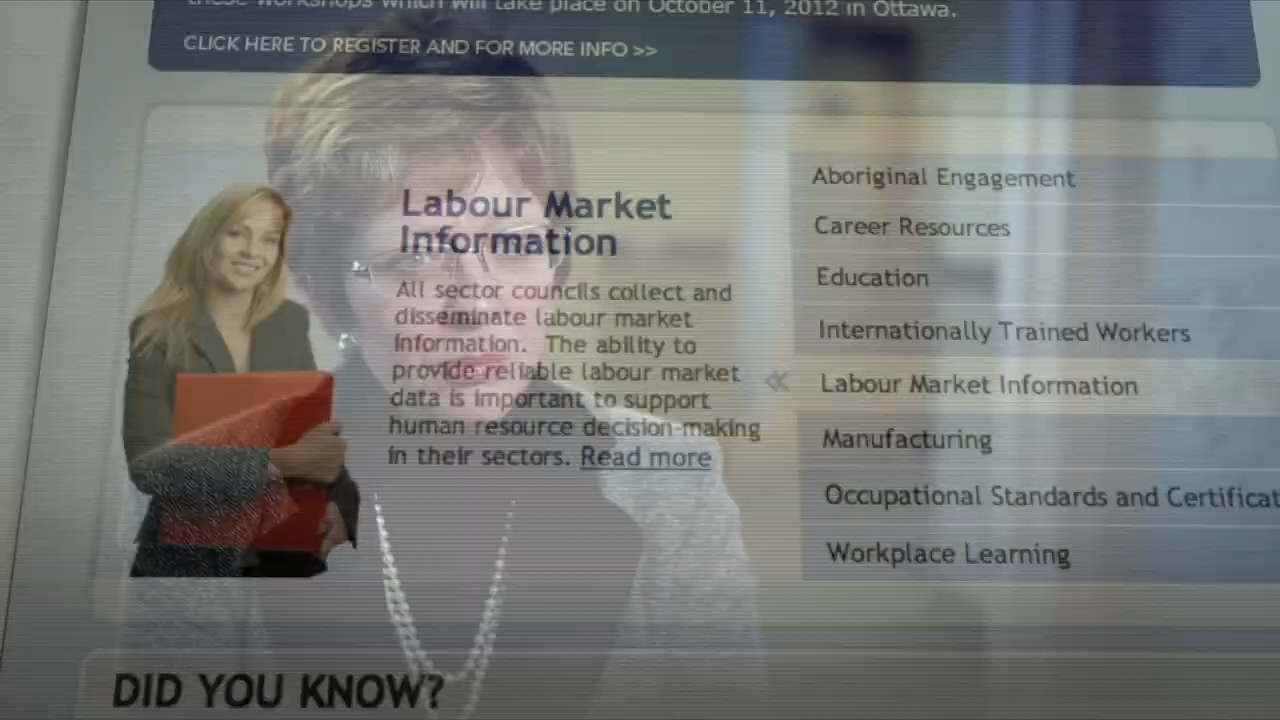 these workshops which will take place on October 11, 2012 in Ottawa.
CLICK HERE TO REGISTER AND FOR MORE INFO >>
Labour Market
Information
All sector councils collect and
disseminate labour market
information. The ability to
provide reliable labour market
data is important to support
human resource decision-making
in their sectors. Read more
Aboriginal Engagement
Career Resources
Education
Internationally Trained Workers
Labour Market Information
Manufacturing
Occupational Standards and Certificat
Workplace Learning
DID YOU KNOW?